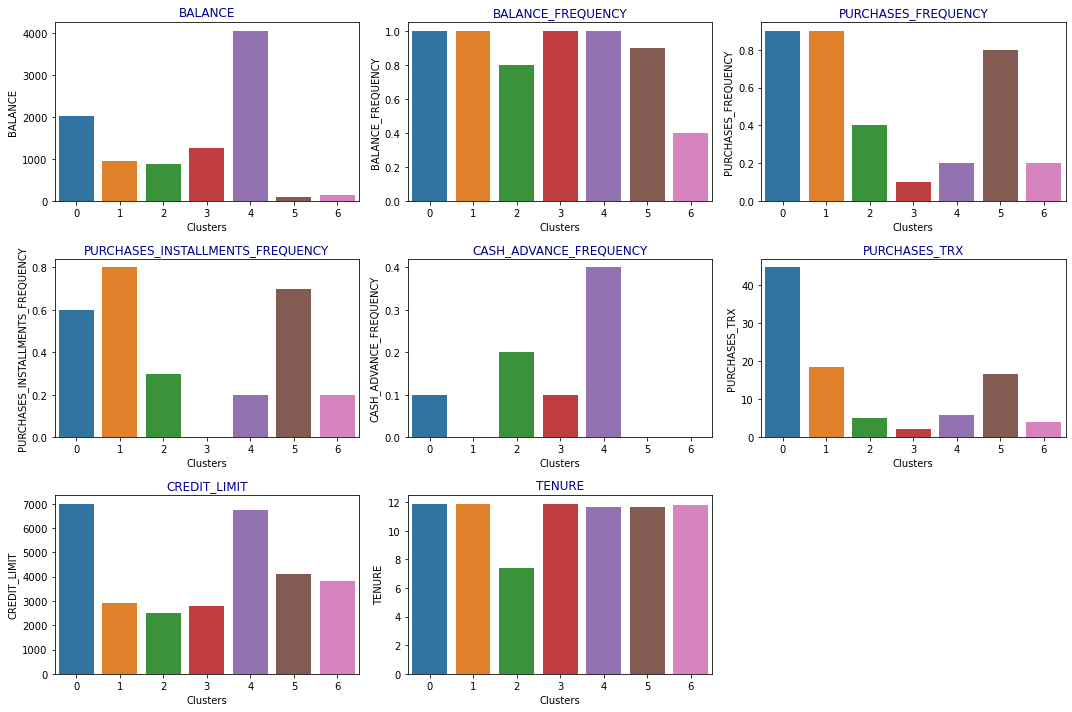 BALANCE
BALANCE
4000
3000
2000
1000
0
0 1 2 3 4 5 6
Clusters
BALANCE_FREQUENCY
BALANCE_FREQUENCY
1.0
0.8
0.6
0.4
0.2
0.0
0 1 2 3 4 5 6
Clusters
PURCHASES_FREQUENCY
PURCHASES_FREQUENCY
0.8
0.6
0.4
0.2
0.0
0 1 2 3 4 5 6
Clusters
PURCHASES_INSTALLMENTS_FREQUENCY
PURCHASES_INSTALLMENTS_FREQUENCY
0.8
0.6
0.4
0.2
0.0
0 1 2 3 4 5 6
Clusters
CASH_ADVANCE_FREQUENCY
CASH_ADVANCE_FREQUENCY
0.4
0.3
0.2
0.1
0.0
0 1 2 3 4 5 6
Clusters
PURCHASES_TRX
PURCHASES_TRX
40
30
20
10
0
0 1 2 3 4 5 6
Clusters
CREDIT_LIMIT
CREDIT_LIMIT
7000
6000
5000
4000
3000
2000
1000
0
0 1 2 3 4 5 6
Clusters
TENURE
TENURE
12
10
8
6
4
2
0
0 1 2 3 4 5 6
Clusters